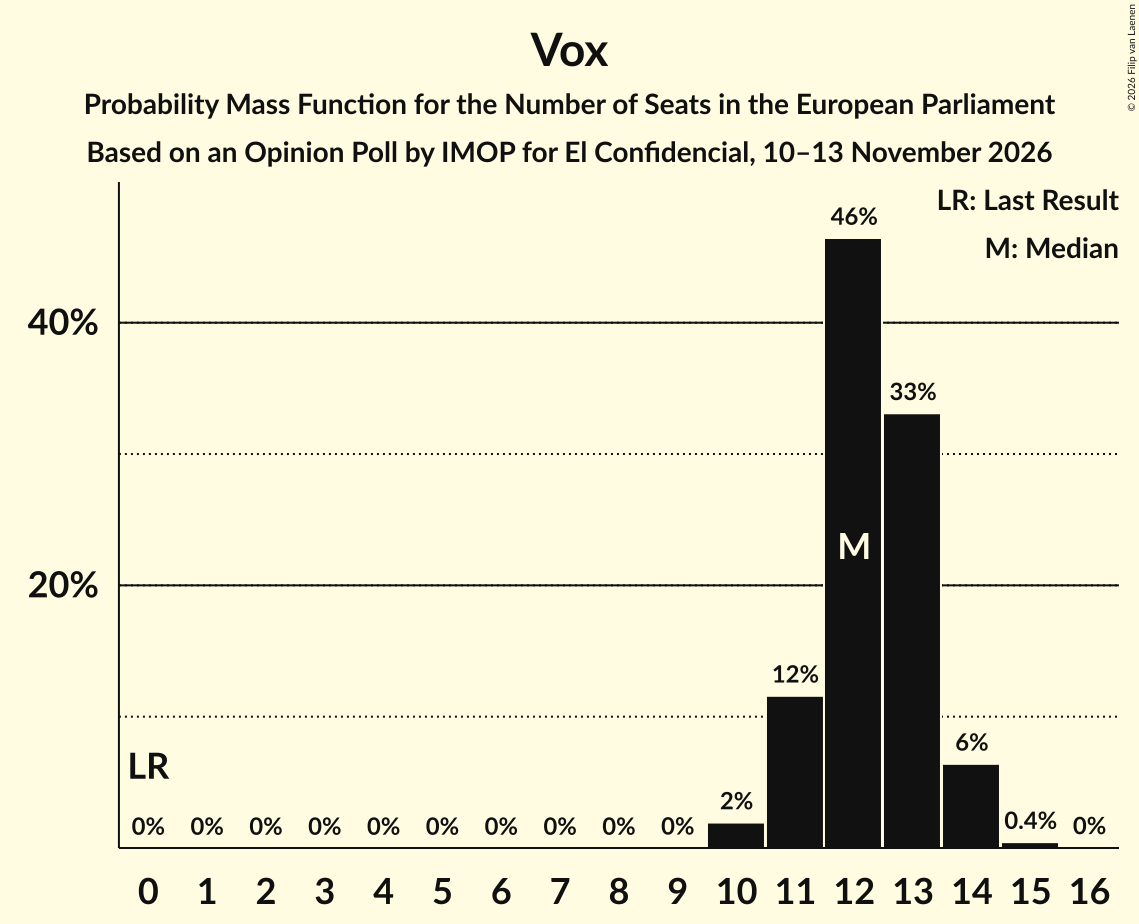 Vox
Probability Mass Function for the Number of Seats in the European Parliament
Based on an Opinion Poll by IMOP for El Confidencial, 10–13 November 2026
© 2026 Filip van Laenen
LR: Last Result
M: Median
46%
40%
33%
M
20%
12%
6%
LR
2%
0.4%
0% 0% 0% 0% 0% 0% 0% 0% 0% 0% 0%
0 1 2 3 4 5 6 7 8 9 10 11 12 13 14 15 16